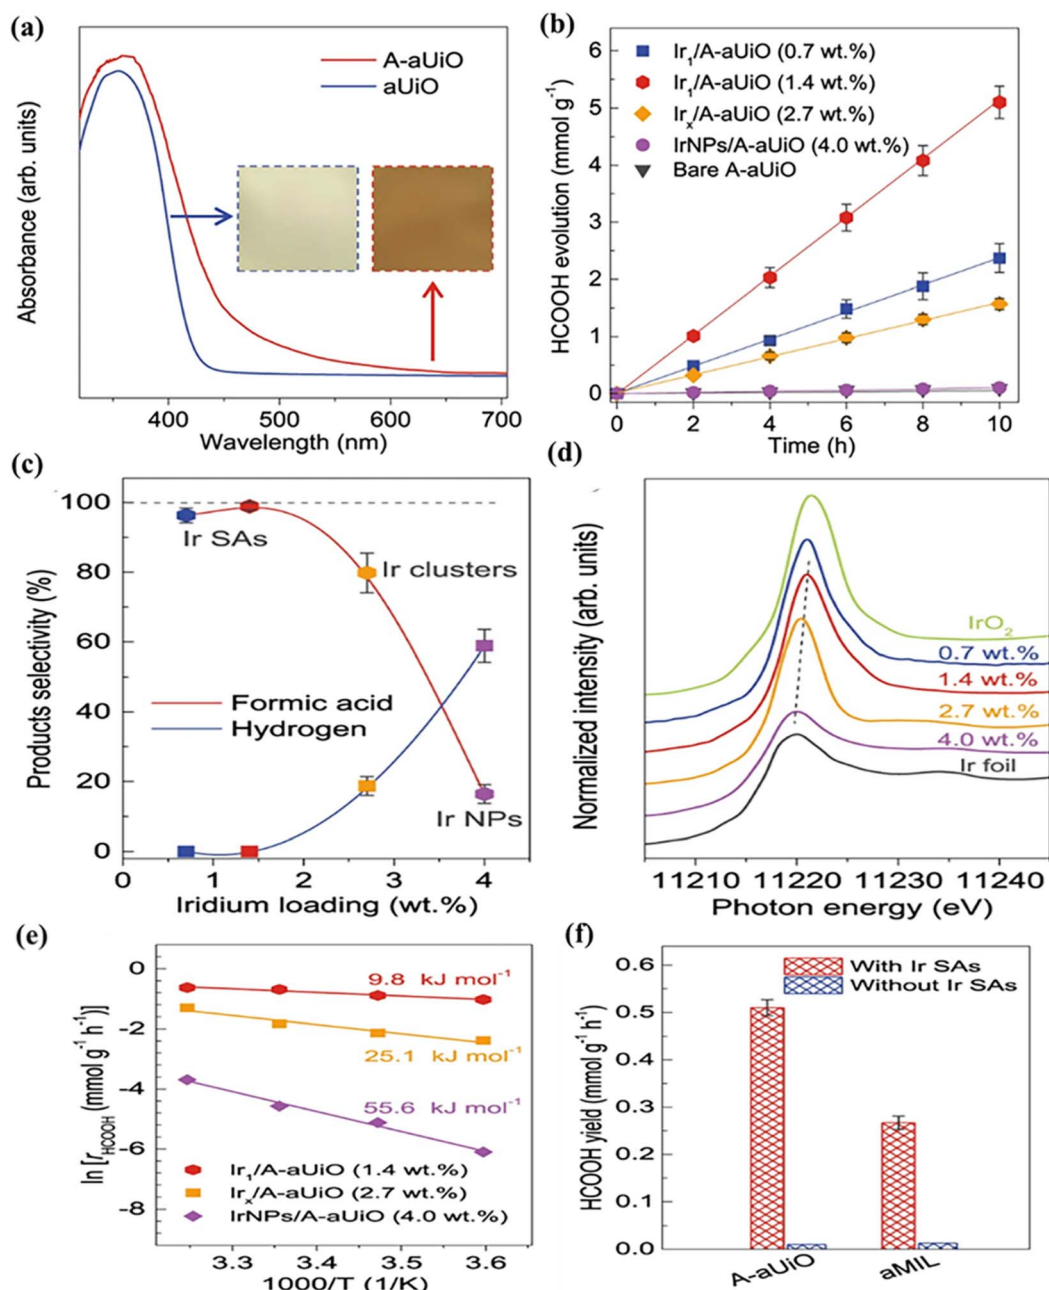 (a)
A-aUiO
aUiO
Absorbance (arb. units)
400 500 600 700
Wavelength (nm)
(b)
Ir₁/A-aUiO (0.7 wt.%)
Ir₁/A-aUiO (1.4 wt.%)
Irₓ/A-aUiO (2.7 wt.%)
IrNPs/A-aUiO (4.0 wt.%)
Bare A-aUiO
HCOOH evolution (mmol g⁻¹)
6
5
4
3
2
1
0
0 2 4 6 8 10
Time (h)
(c)
100
80
60
40
20
0
Products selectivity (%)
Ir SAs
Ir clusters
Formic acid
Hydrogen
Ir NPs
0 1 2 3 4
Iridium loading (wt.%)
(d)
Normalized intensity (arb. units)
IrO₂
0.7 wt.%
1.4 wt.%
2.7 wt.%
4.0 wt.%
Ir foil
11210 11220 11230 11240
Photon energy (eV)
(e)
0
-2
-4
-6
-8
ln [r_HCOOH (mmol g⁻¹ h⁻¹)]
9.8 kJ mol⁻¹
25.1 kJ mol⁻¹
55.6 kJ mol⁻¹
Ir₁/A-aUiO (1.4 wt.%)
Irₓ/A-aUiO (2.7 wt.%)
IrNPs/A-aUiO (4.0 wt.%)
3.3 3.4 3.5 3.6
1000/T (1/K)
(f)
With Ir SAs
Without Ir SAs
HCOOH yield (mmol g⁻¹ h⁻¹)
0.6
0.5
0.4
0.3
0.2
0.1
0.0
A-aUiO
aMIL